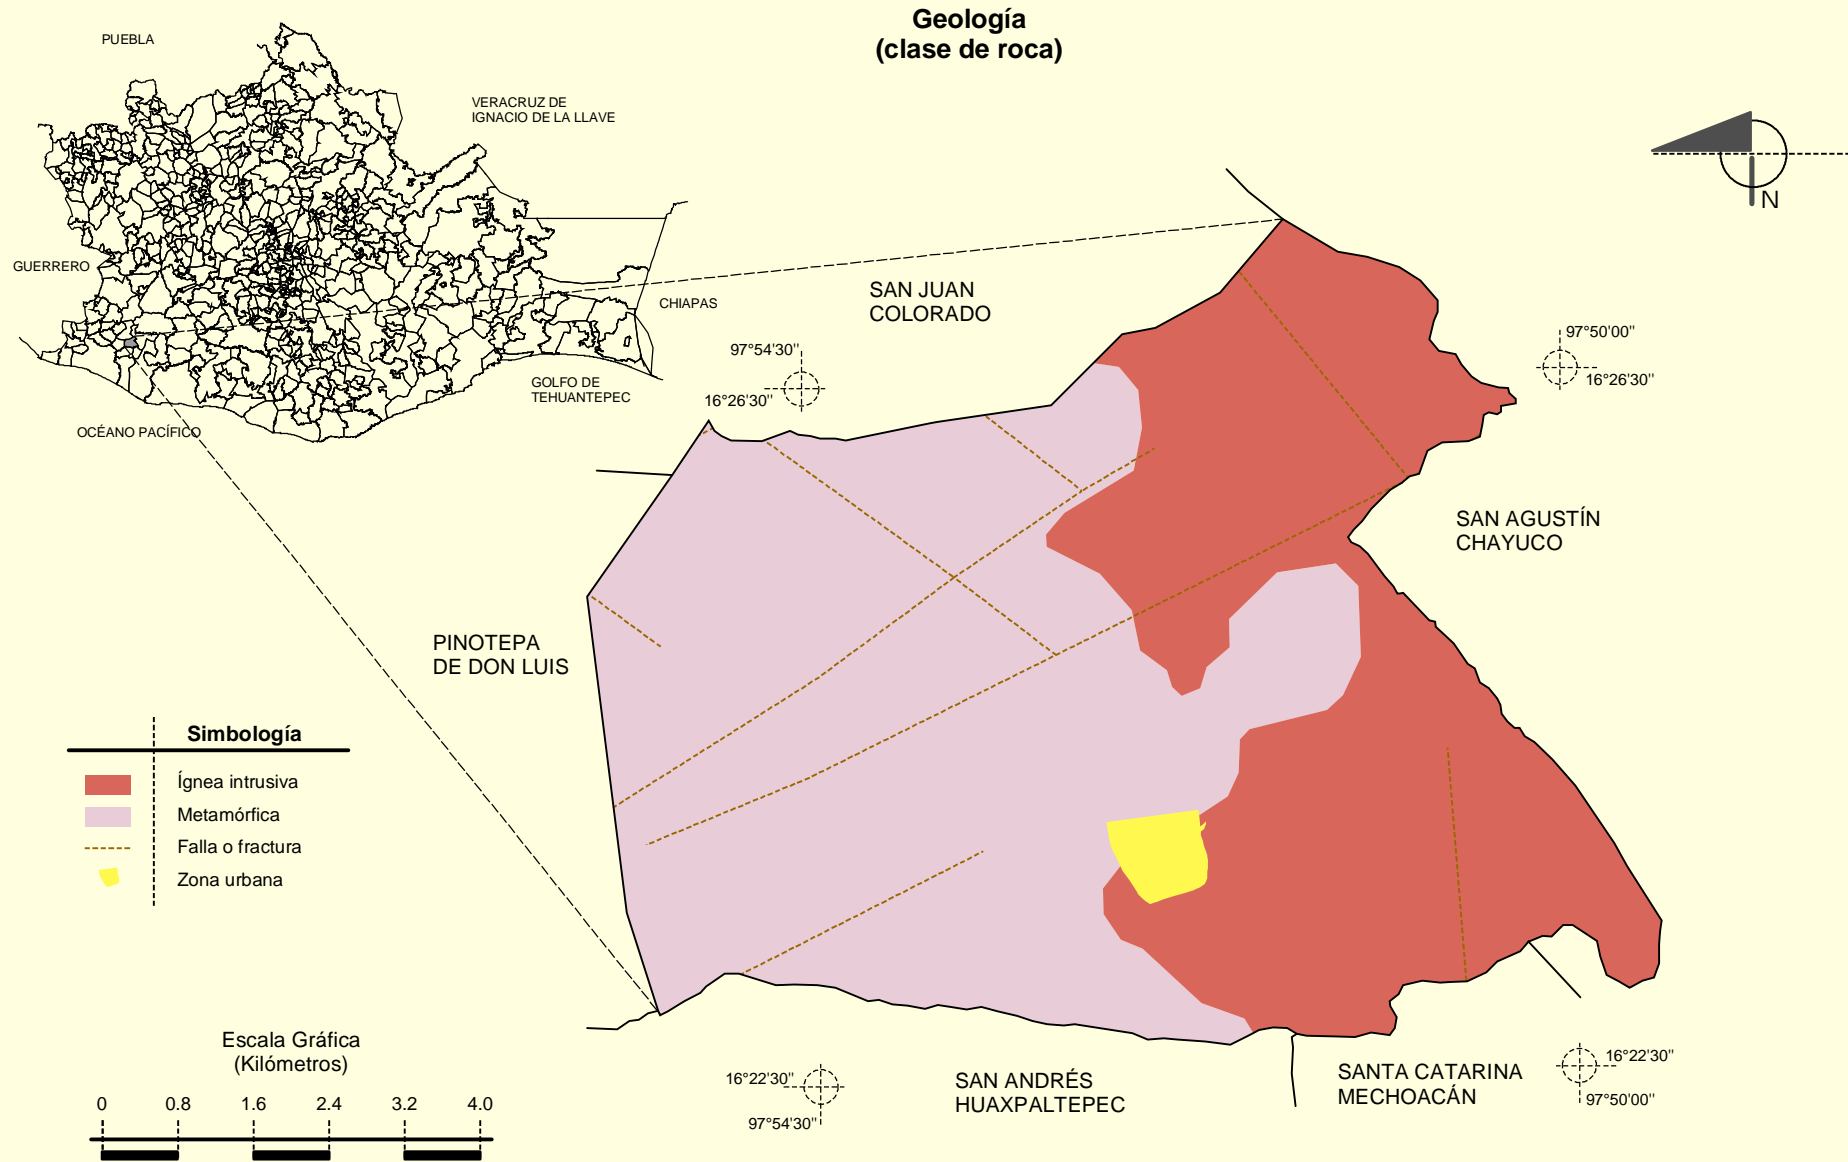 Geología
(clase de roca)
PUEBLA
VERACRUZ DE
IGNACIO DE LA LLAVE
GUERRERO
CHIAPAS
GOLFO DE
TEHUANTEPEC
OCÉANO PACÍFICO
N
SAN JUAN
COLORADO
97°54'30"
16°26'30"
97°50'00"
16°26'30"
SAN AGUSTÍN
CHAYUCO
PINOTEPA
DE DON LUIS
Simbología
Ígnea intrusiva
Metamórfica
Falla o fractura
Zona urbana
Escala Gráfica
(Kilómetros)
0 0.8 1.6 2.4 3.2 4.0
16°22'30"
97°54'30"
SAN ANDRÉS
HUAXPALTEPEC
SANTA CATARINA
MECHOACÁN
16°22'30"
97°50'00"